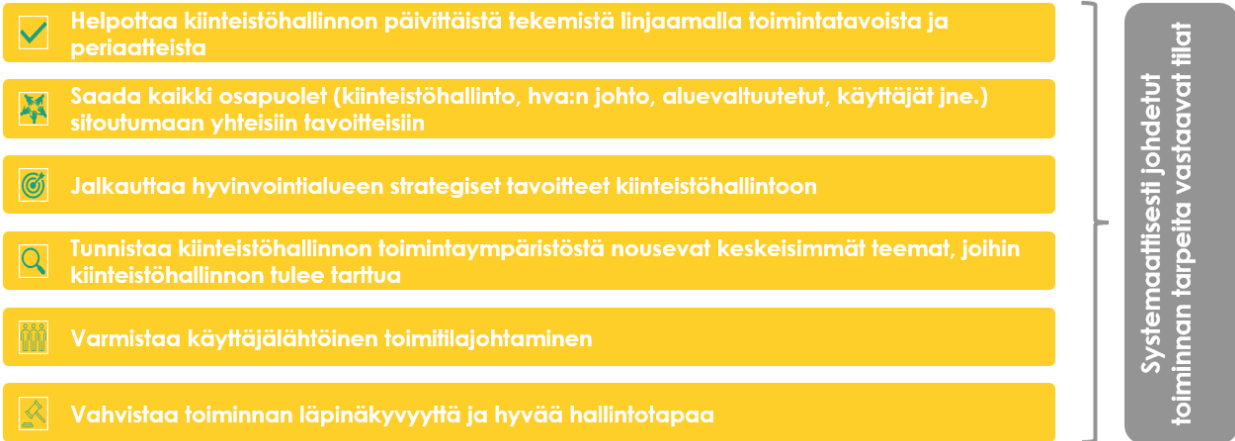 Helpottaa kiinteistöhallinnon päivittäistä tekemistä linjaamalla toimintatavoista ja
periaatteista
Saada kaikki osapuolet (kiinteistöhallinto, hva:n johto, aluevaltuutetut, käyttäjät jne.)
sitoutumaan yhteisiin tavoitteisiin
Jalkauttaa hyvinvointialueen strategiset tavoitteet kiinteistöhallintoon
Tunnistaa kiinteistöhallinnon toimintaympäristöstä nousevat keskeisimmät teemat, joihin
kiinteistöhallinnon tulee tarttua
Varmistaa käyttäjälähtöinen toimitilajohtaminen
Vahvistaa toiminnan läpinäkyvyyttä ja hyvää hallintotapaa
Systemaattisesti johdetut
toiminnan tarpeita vastaavat tilat